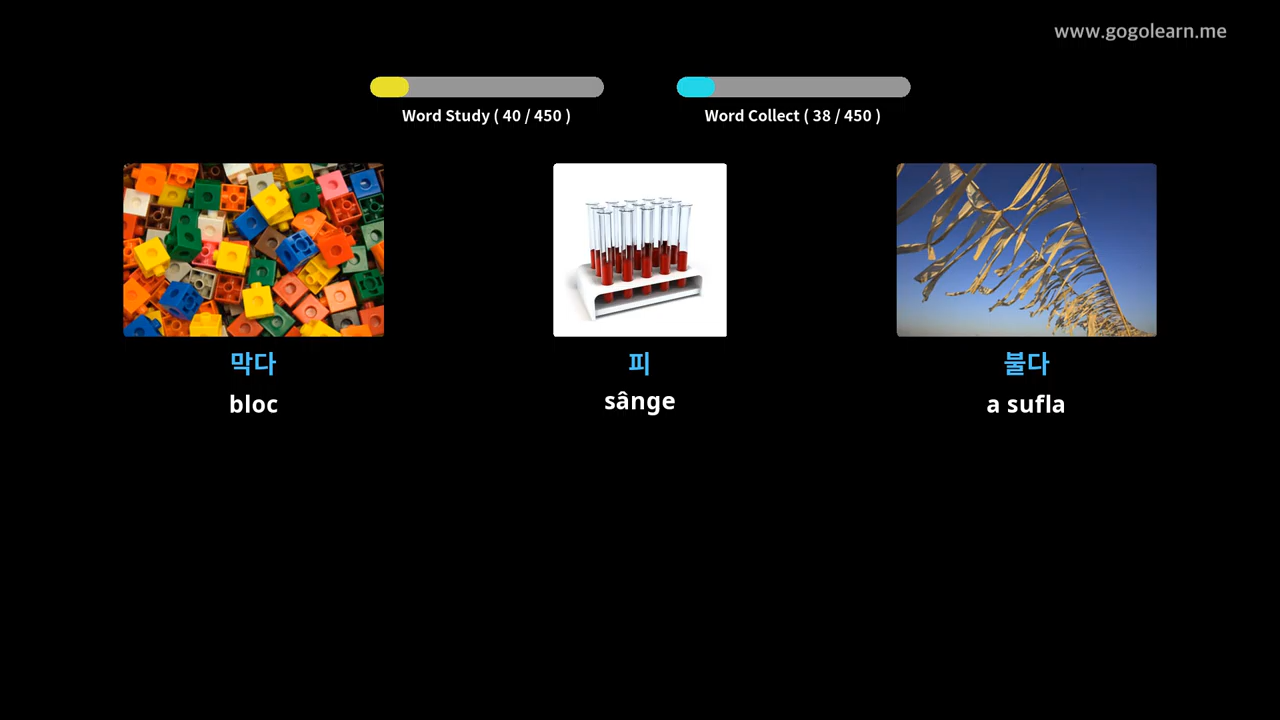 www.gogolearn.me
Word Study ( 40 / 450 )
Word Collect ( 38 / 450 )
막다
bloc
피
sânge
불다
a sufla